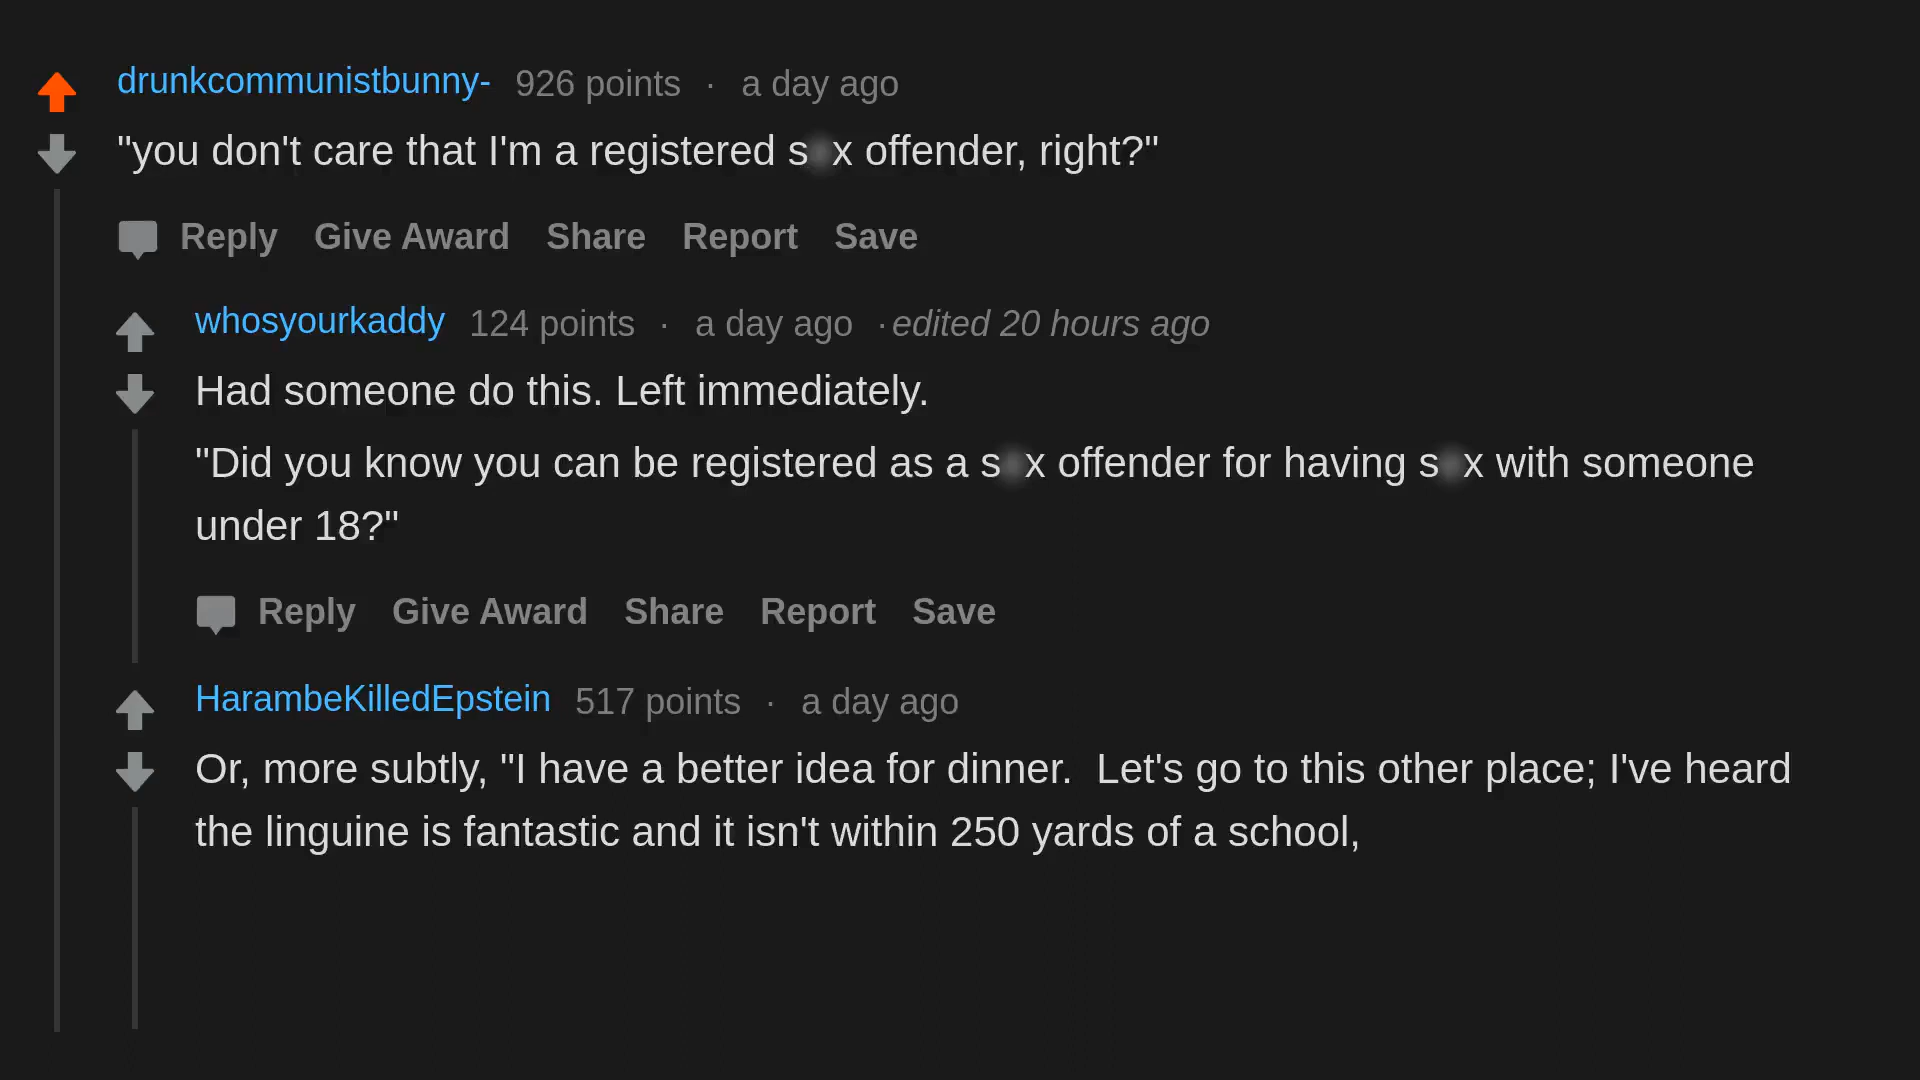 drunkcommunistbunny- 926 points · a day ago
"you don't care that I'm a registered s x offender, right?"
Reply Give Award Share Report Save
whosyourkaddy 124 points · a day ago · edited 20 hours ago
Had someone do this. Left immediately.
"Did you know you can be registered as a s x offender for having s x with someone
under 18?"
Reply Give Award Share Report Save
HarambeKilledEpstein 517 points · a day ago
Or, more subtly, "I have a better idea for dinner.  Let's go to this other place; I've heard
the linguine is fantastic and it isn't within 250 yards of a school,